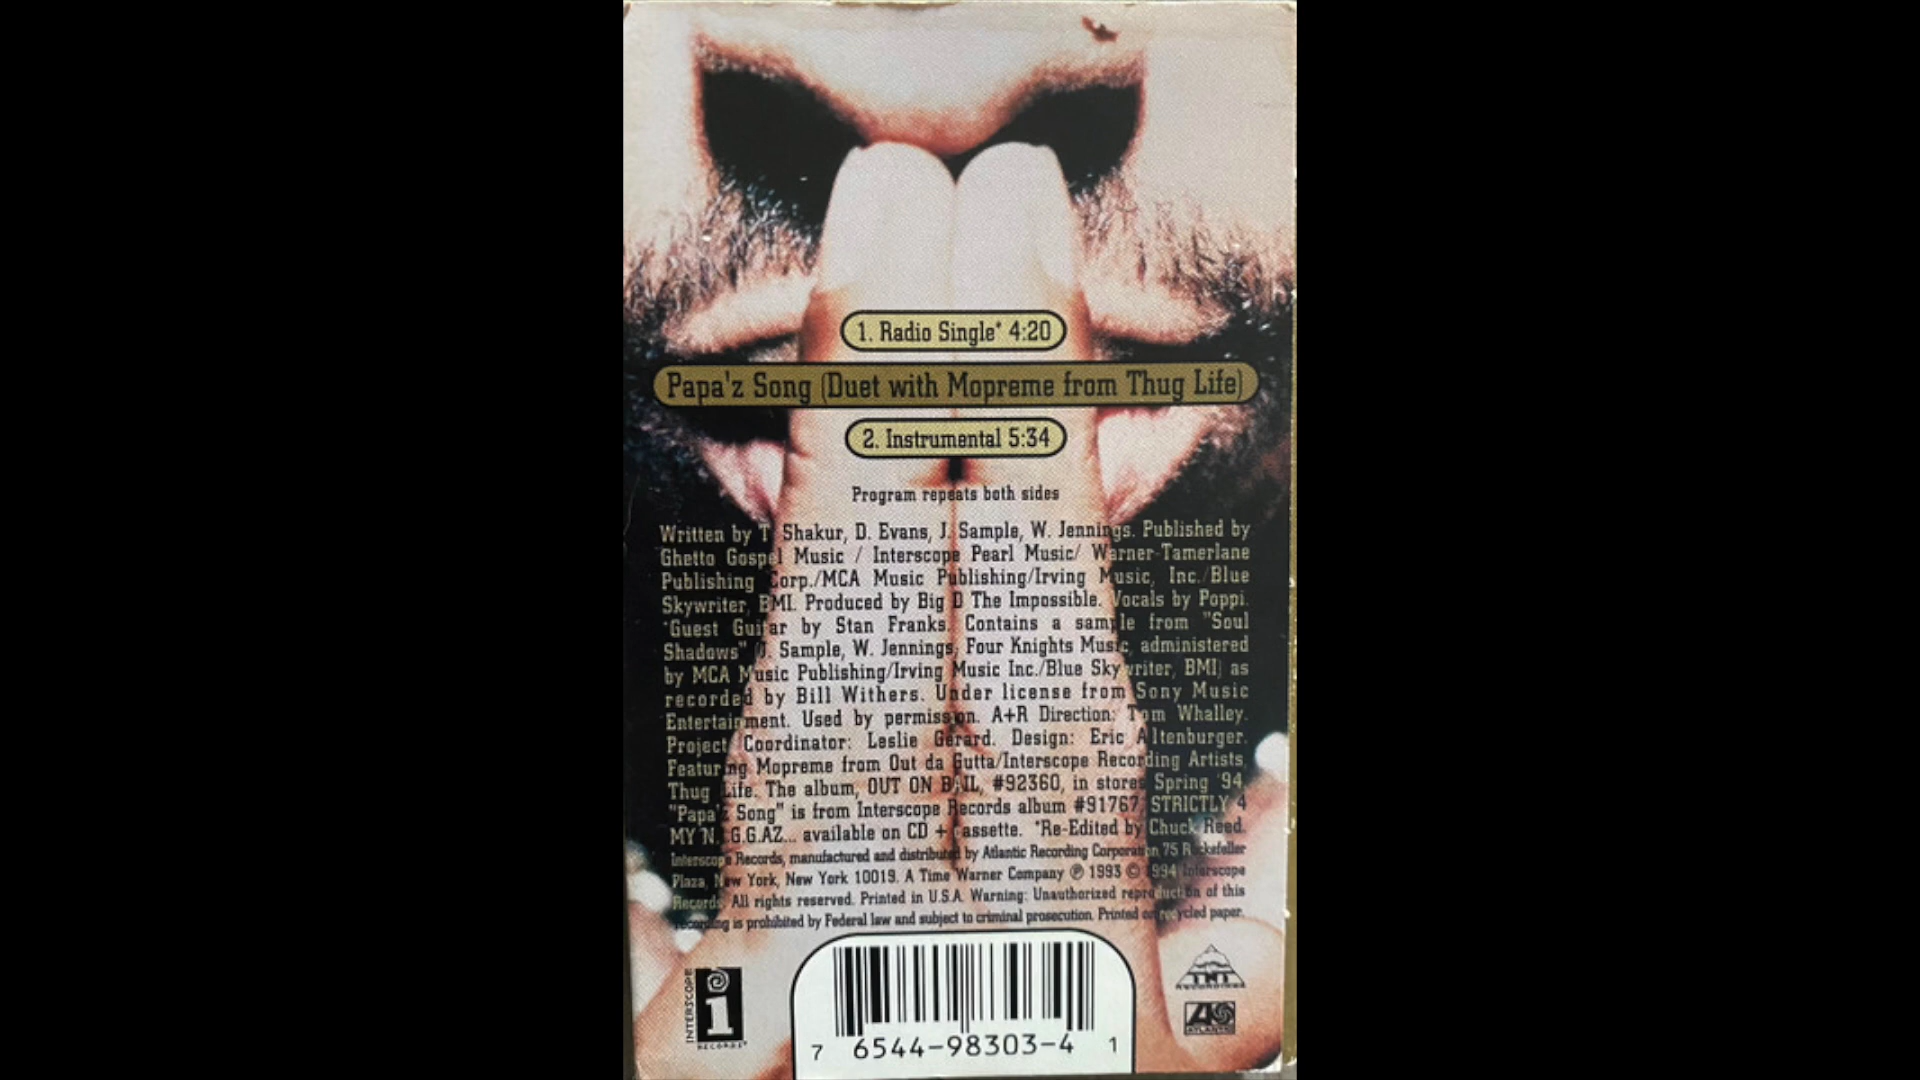 1. Radio Single* 4:20
Papa'z Song (Duet with Mopreme from Thug Life)
2. Instrumental 5:34
Program repeats both sides
Written by T. Shakur, D. Evans, J. Sample, W. Jennings. Published by
Ghetto Gospel Music / Interscope Pearl Music/ Warner-Tamerlane
Publishing Corp./MCA Music Publishing/Irving Music, Inc./Blue
Skywriter, BMI. Produced by Big D The Impossible. Vocals by Poppi.
*Guest Guitar by Stan Franks. Contains a sample from "Soul
Shadows" (J. Sample, W. Jennings, Four Knights Music, administered
by MCA Music Publishing/Irving Music Inc./Blue Skywriter, BMI) as
recorded by Bill Withers. Under license from Sony Music
Entertainment. Used by permission. A+R Direction: Tom Whalley.
Project Coordinator: Leslie Gerard. Design: Eric Altenburger.
Featuring Mopreme from Out da Gutta/Interscope Recording Artists,
Thug Life. The album, OUT ON BAIL, #92360, in stores Spring '94.
"Papa'z Song" is from Interscope Records album #91767, STRICTLY 4
MY N.I.G.G.A.Z... available on CD + cassette. *Re-Edited by Chuck Reed.
Interscope Records, manufactured and distributed by Atlantic Recording Corporation 75 Rockefeller
Plaza, New York, New York 10019. A Time Warner Company ℗ 1993 © 1994 Interscope
Records. All rights reserved. Printed in U.S.A. Warning: Unauthorized reproduction of this
recording is prohibited by Federal law and subject to criminal prosecution. Printed on recycled paper.
INTERSCOPE
i
RECORDS
7 6544-98303-4 1
TNT
RECORDINGS
A
ATLANTIC